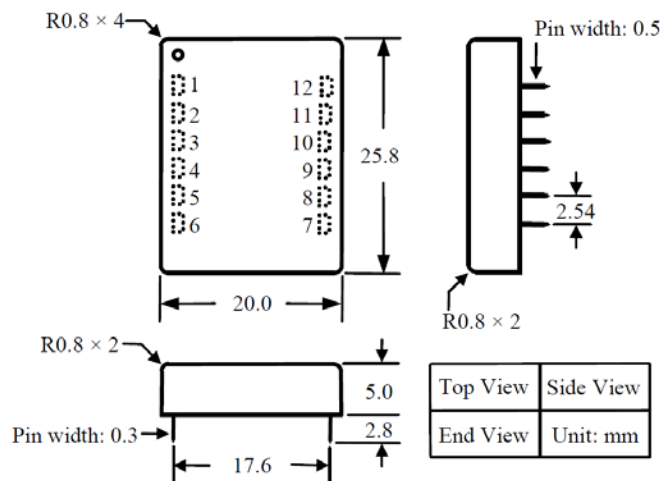 R0.8 × 4
Pin width: 0.5
1
12
2
11
3
10
4
9
5
8
6
7
25.8
2.54
20.0
R0.8 × 2
R0.8 × 2
5.0
Pin width: 0.3
2.8
17.6
Top View
Side View
End View
Unit: mm